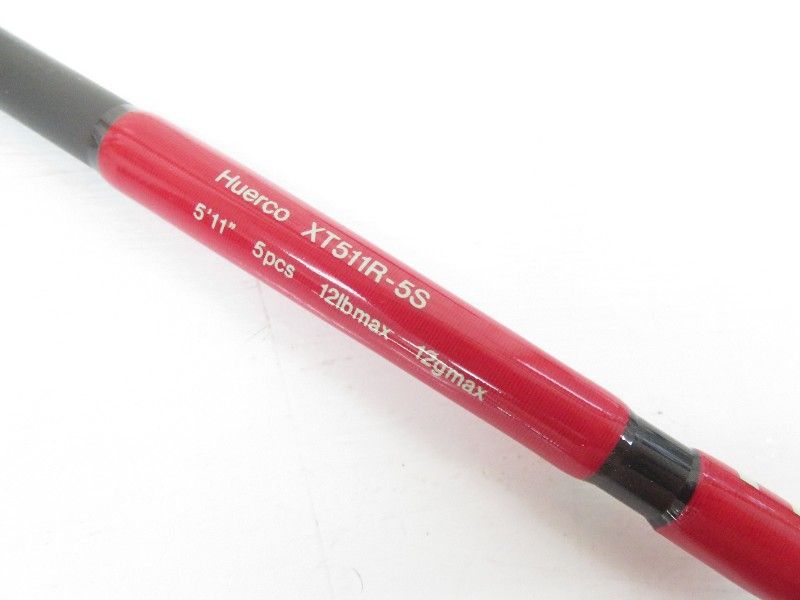 Huerco XT511R-5S
5'11" 5pcs 12lbmax 12gmax